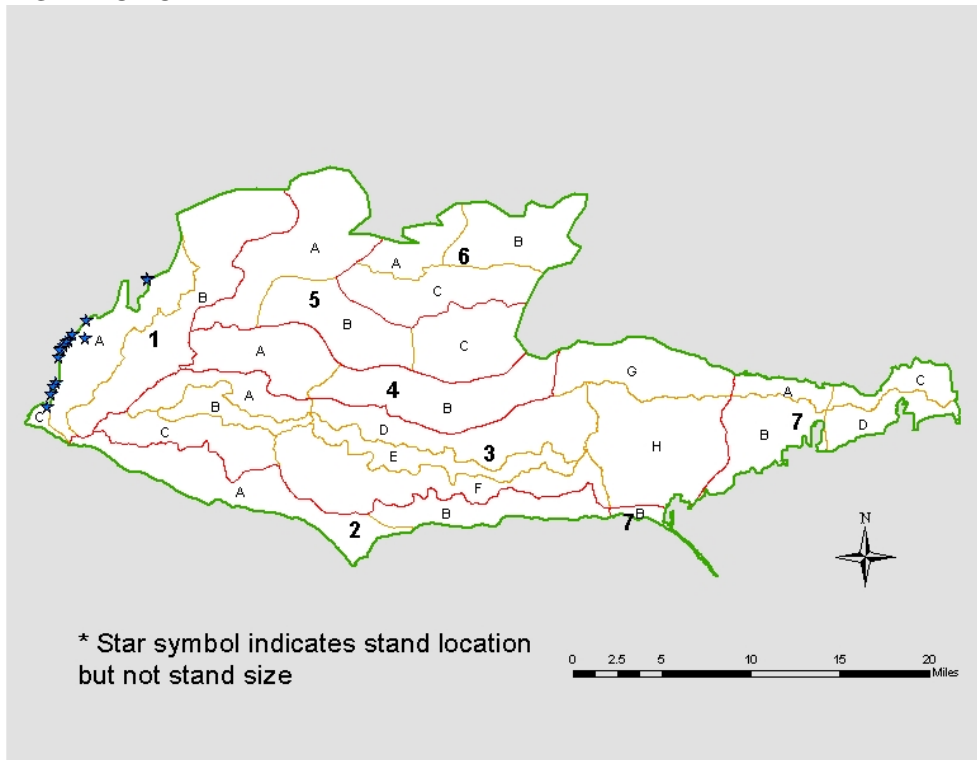 A
B
6
A
C
B
5
1
A
B
C
A
G
C
4
A
A
B
B
C
D
7
B
D
C
3
E
H
A
F
B
2
7
B
N
* Star symbol indicates stand location
but not stand size
0 2.5 5 10 15 20
Miles